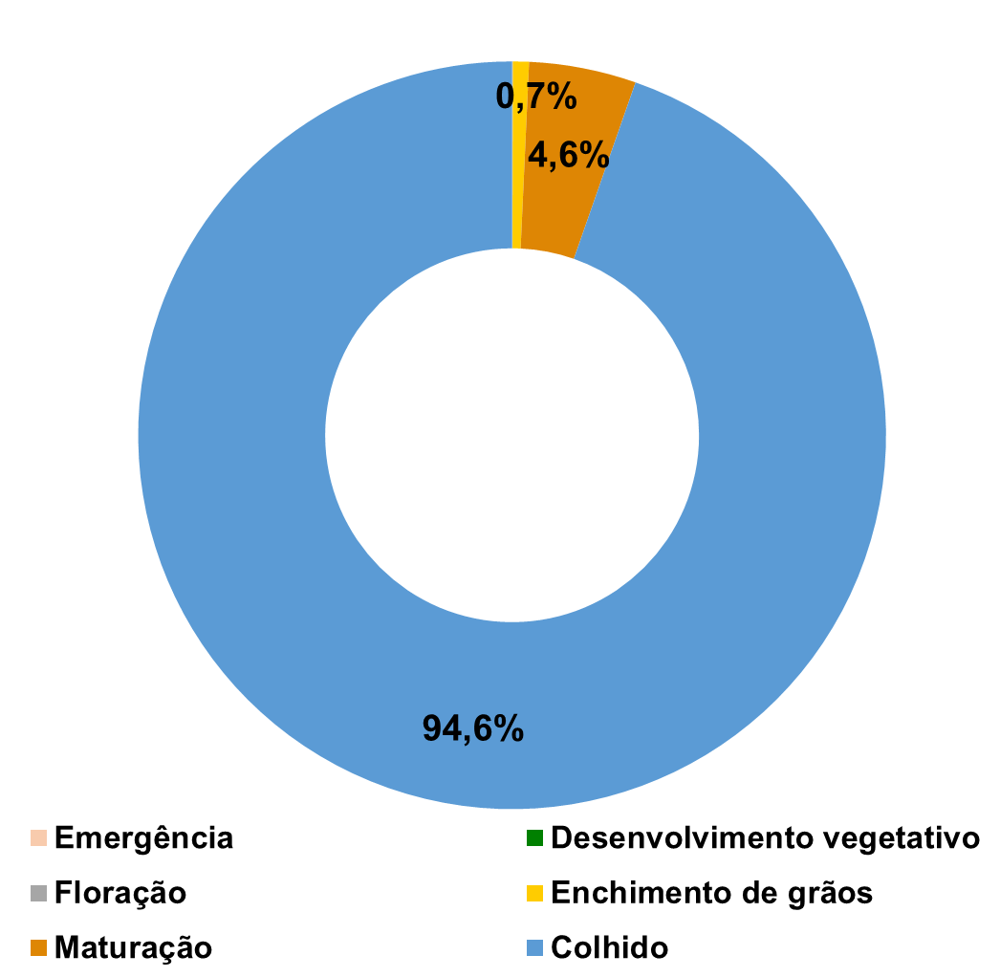 0,7%
4,6%
94,6%
Emergência
Desenvolvimento vegetativo
Floração
Enchimento de grãos
Maturação
Colhido